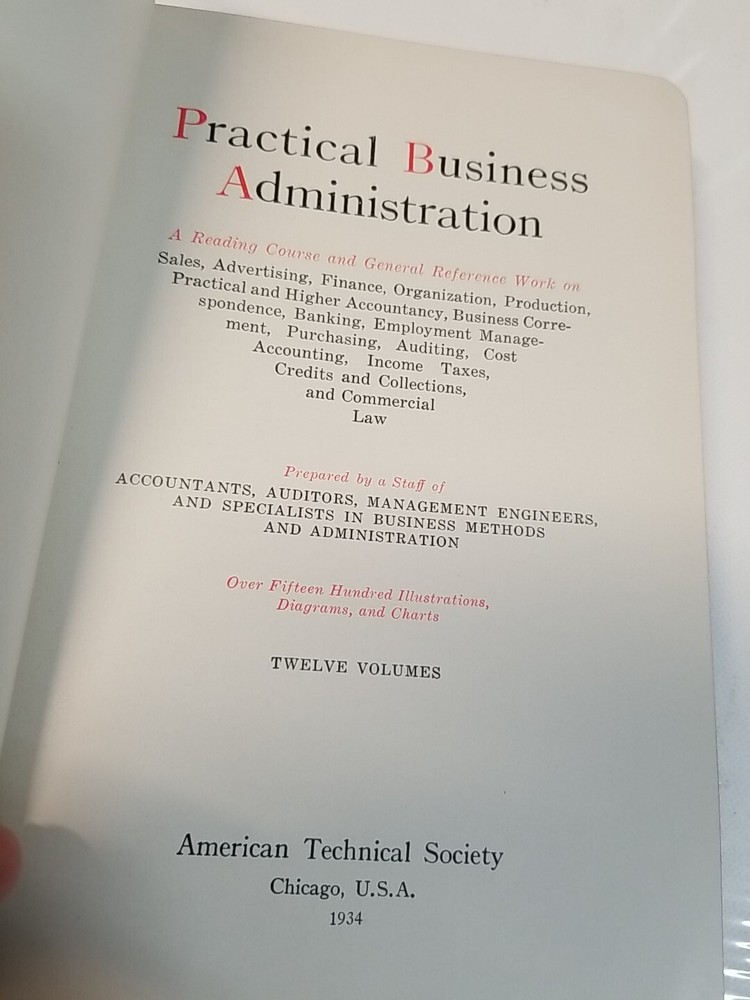 Practical Business
Administration
A Reading Course and General Reference Work on
Sales, Advertising, Finance, Organization, Production,
Practical and Higher Accountancy, Business Corre-
spondence, Banking, Employment Manage-
ment, Purchasing, Auditing, Cost
Accounting, Income Taxes,
Credits and Collections,
and Commercial
Law
Prepared by a Staff of
ACCOUNTANTS, AUDITORS, MANAGEMENT ENGINEERS,
AND SPECIALISTS IN BUSINESS METHODS
AND ADMINISTRATION
Over Fifteen Hundred Illustrations,
Diagrams, and Charts
TWELVE VOLUMES
American Technical Society
Chicago, U.S.A.
1934